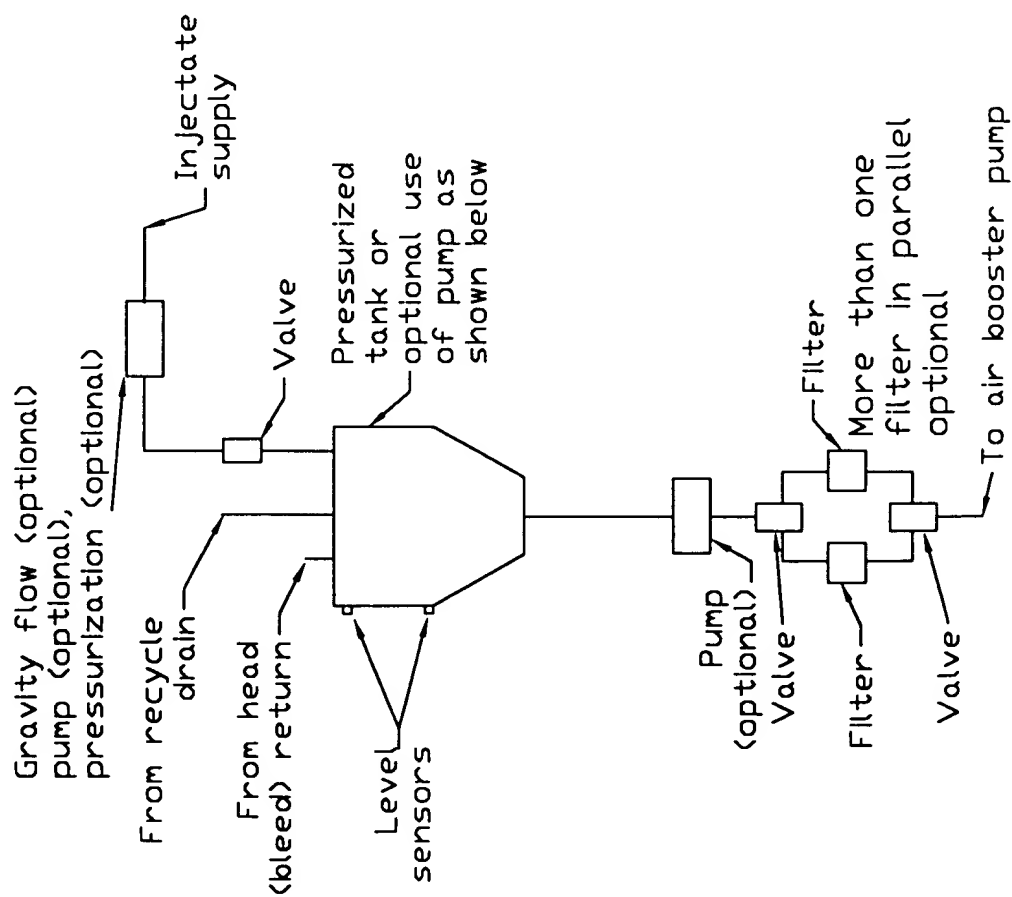 Gravity flow (optional)
pump (optional),
pressurization (optional)
Injectate
supply
From recycle
drain
Valve
From head
(bleed) return
Pressurized
tank or
optional use
of pump as
shown below
Level
sensors
Pump
(optional)
Valve
Filter
Filter
More than one
filter in parallel
optional
Valve
To air booster pump